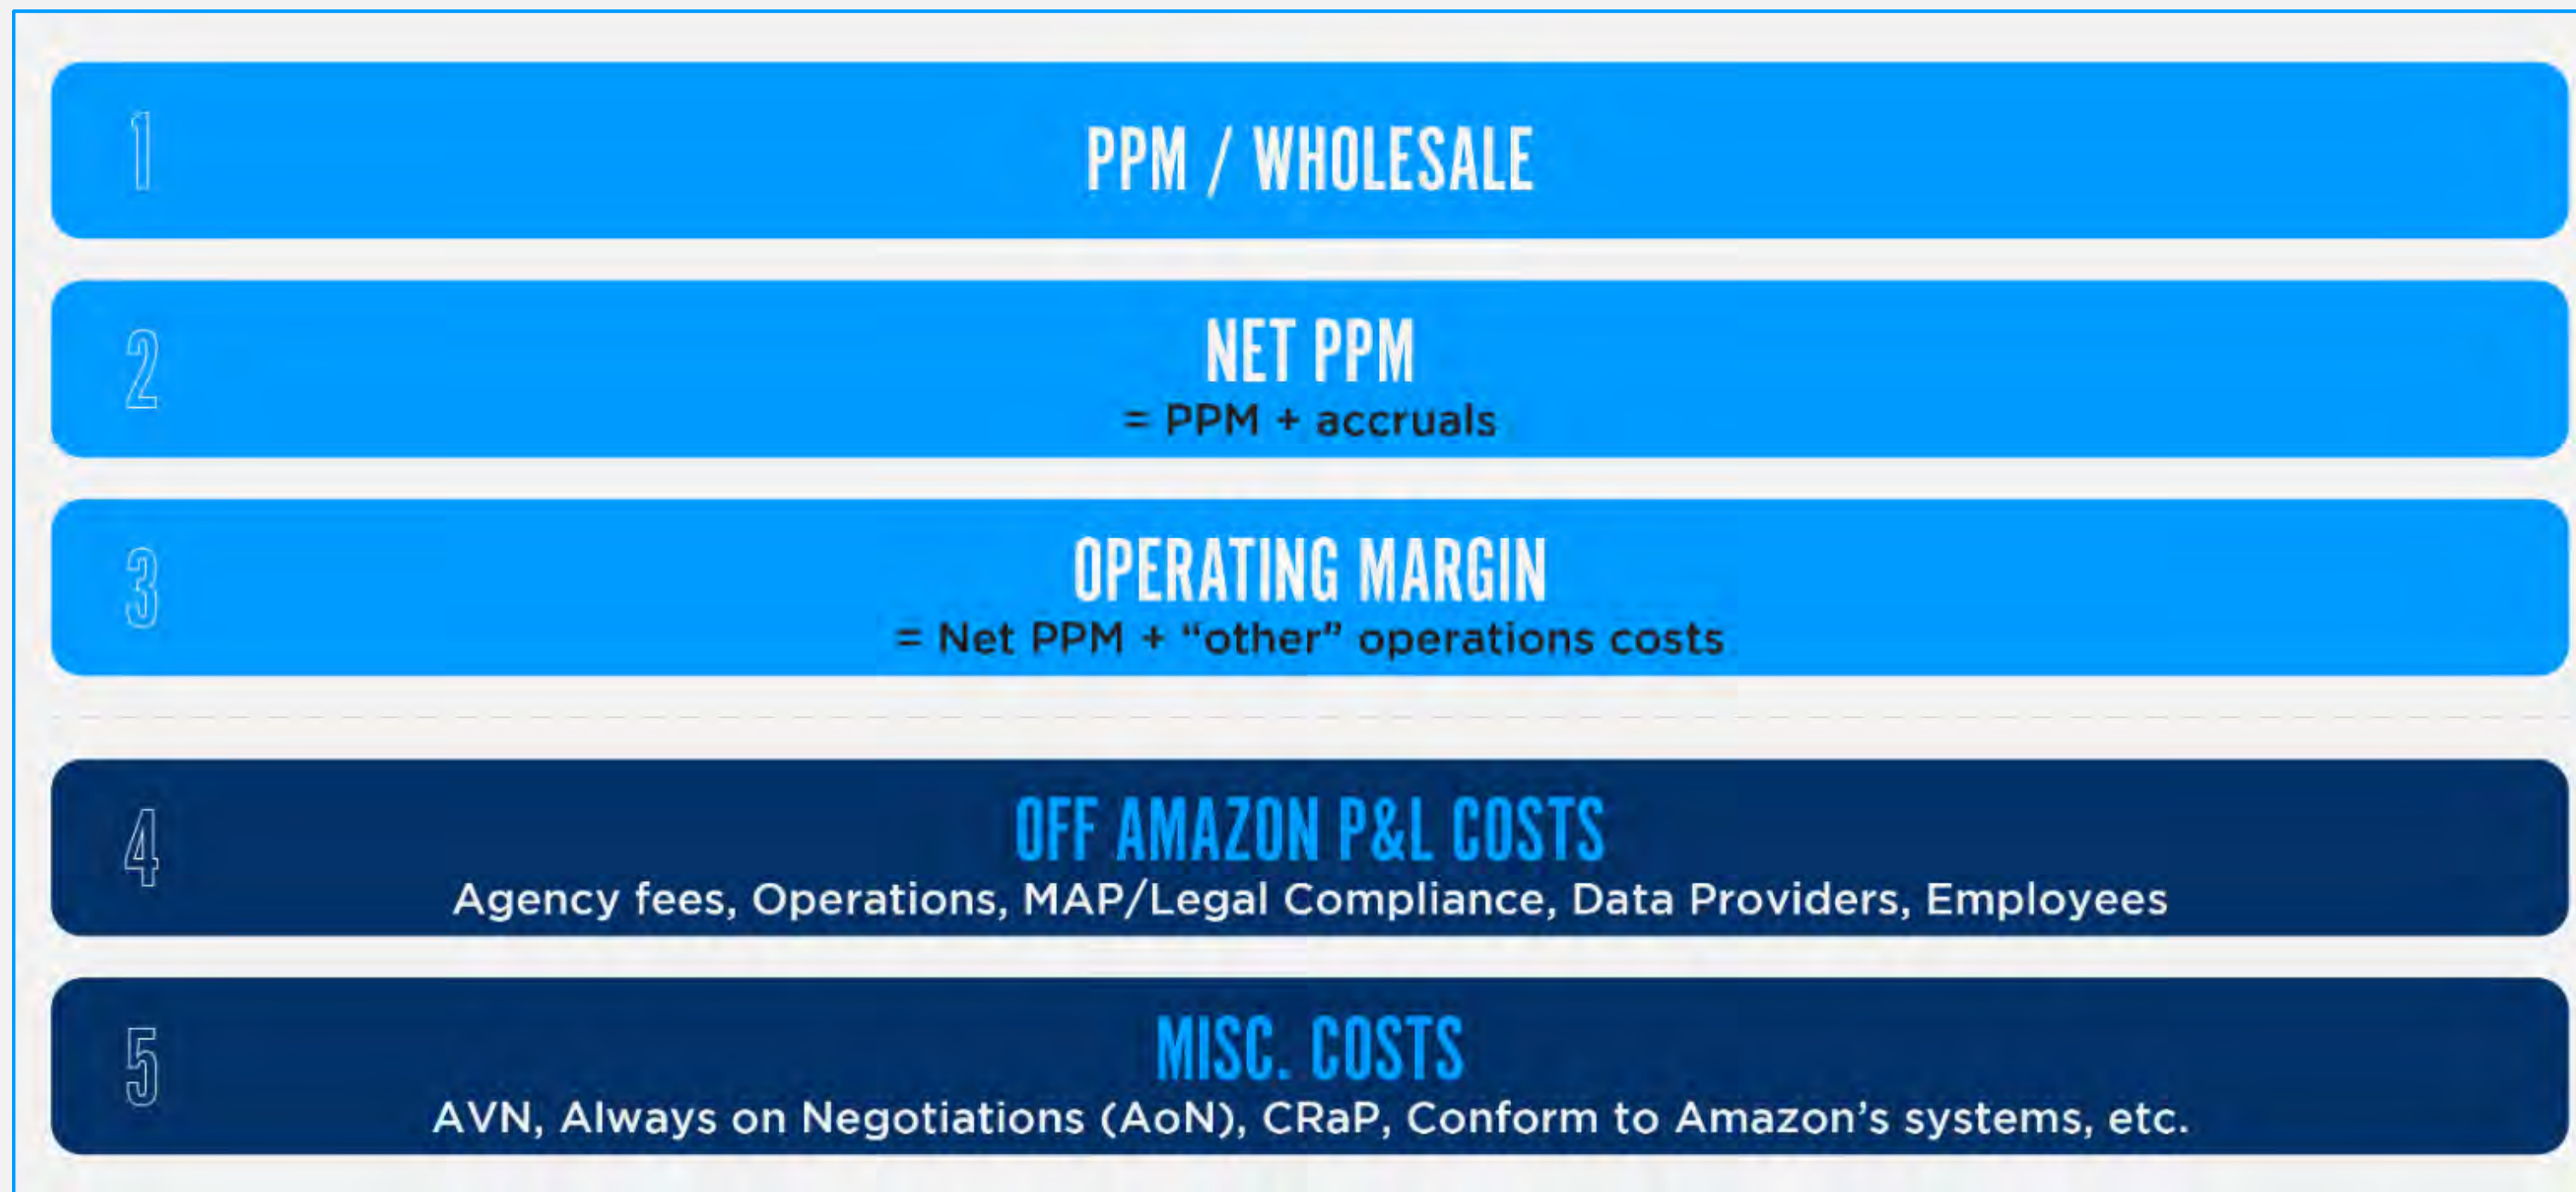 1
PPM / WHOLESALE
2
NET PPM
= PPM + accruals
3
OPERATING MARGIN
= Net PPM + “other” operations costs
4
OFF AMAZON P&L COSTS
Agency fees, Operations, MAP/Legal Compliance, Data Providers, Employees
5
MISC. COSTS
AVN, Always on Negotiations (AoN), CRaP, Conform to Amazon’s systems, etc.